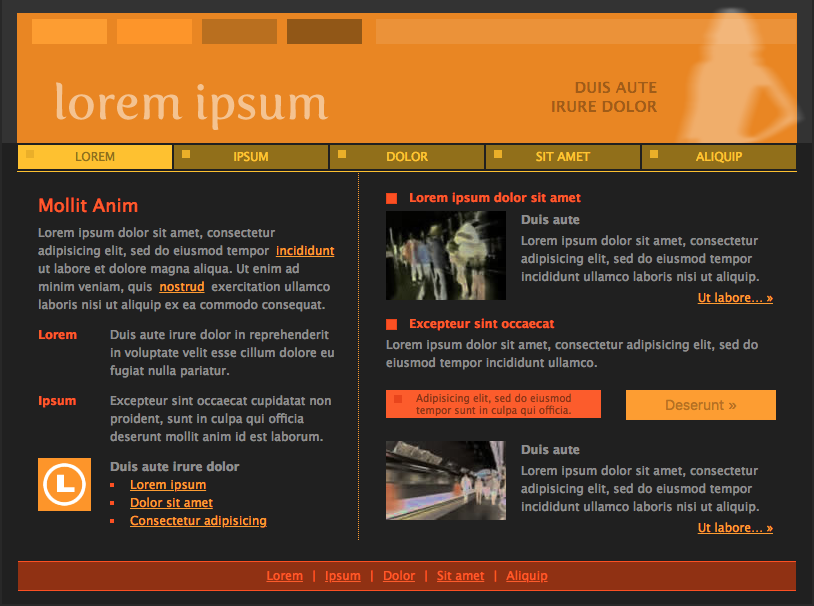 lorem ipsum
DUIS AUTE
IRURE DOLOR
LOREM
IPSUM
DOLOR
SIT AMET
ALIQUIP
Mollit Anim
Lorem ipsum dolor sit amet, consectetur
adipisicing elit, sed do eiusmod tempor incididunt
ut labore et dolore magna aliqua. Ut enim ad
minim veniam, quis nostrud exercitation ullamco
laboris nisi ut aliquip ex ea commodo consequat.
Lorem
Duis aute irure dolor in reprehenderit
in voluptate velit esse cillum dolore eu
fugiat nulla pariatur.
Ipsum
Excepteur sint occaecat cupidatat non
proident, sunt in culpa qui officia
deserunt mollit anim id est laborum.
L
Duis aute irure dolor
Lorem ipsum
Dolor sit amet
Consectetur adipisicing
Lorem ipsum dolor sit amet
Duis aute
Lorem ipsum dolor sit amet, consectetur
adipisicing elit, sed do eiusmod tempor
incididunt ullamco laboris nisi ut aliquip.
Ut labore... »
Excepteur sint occaecat
Lorem ipsum dolor sit amet, consectetur adipisicing elit, sed do
eiusmod tempor incididunt ullamco.
Adipisicing elit, sed do eiusmod
tempor sunt in culpa qui officia.
Deserunt »
Duis aute
Lorem ipsum dolor sit amet, consectetur
adipisicing elit, sed do eiusmod tempor
incididunt ullamco laboris nisi ut aliquip.
Ut labore... »
Lorem | Ipsum | Dolor | Sit amet | Aliquip